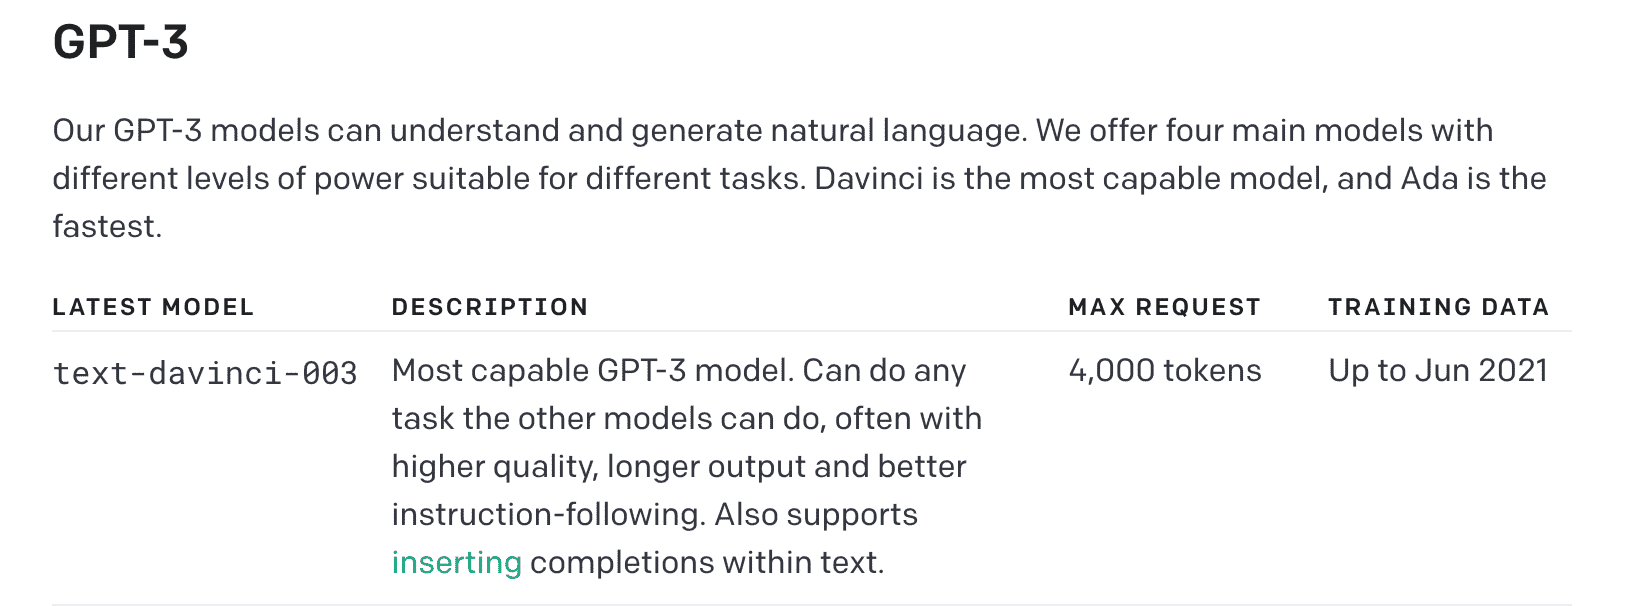 GPT-3
Our GPT-3 models can understand and generate natural language. We offer four main models with
different levels of power suitable for different tasks. Davinci is the most capable model, and Ada is the
fastest.
LATEST MODEL DESCRIPTION MAX REQUEST TRAINING DATA
text-davinci-003 Most capable GPT-3 model. Can do any 4,000 tokens Up to Jun 2021
task the other models can do, often with
higher quality, longer output and better
instruction-following. Also supports
inserting completions within text.